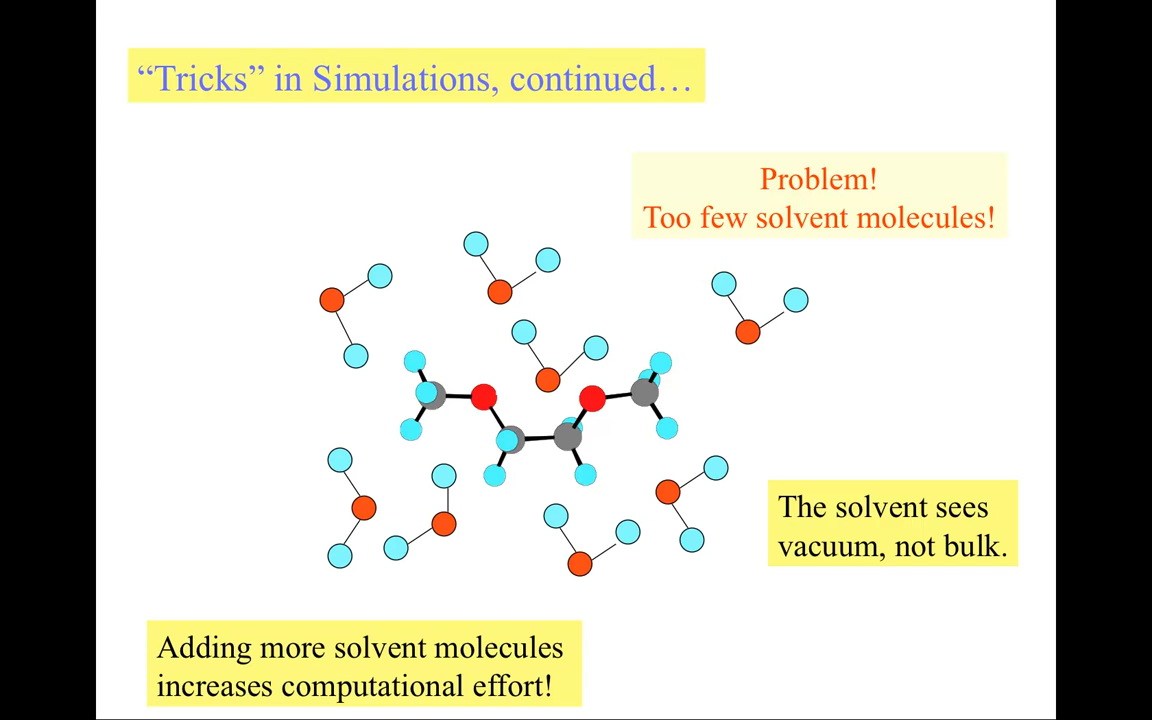 “Tricks” in Simulations, continued…
Problem!
Too few solvent molecules!
The solvent sees
vacuum, not bulk.
Adding more solvent molecules
increases computational effort!